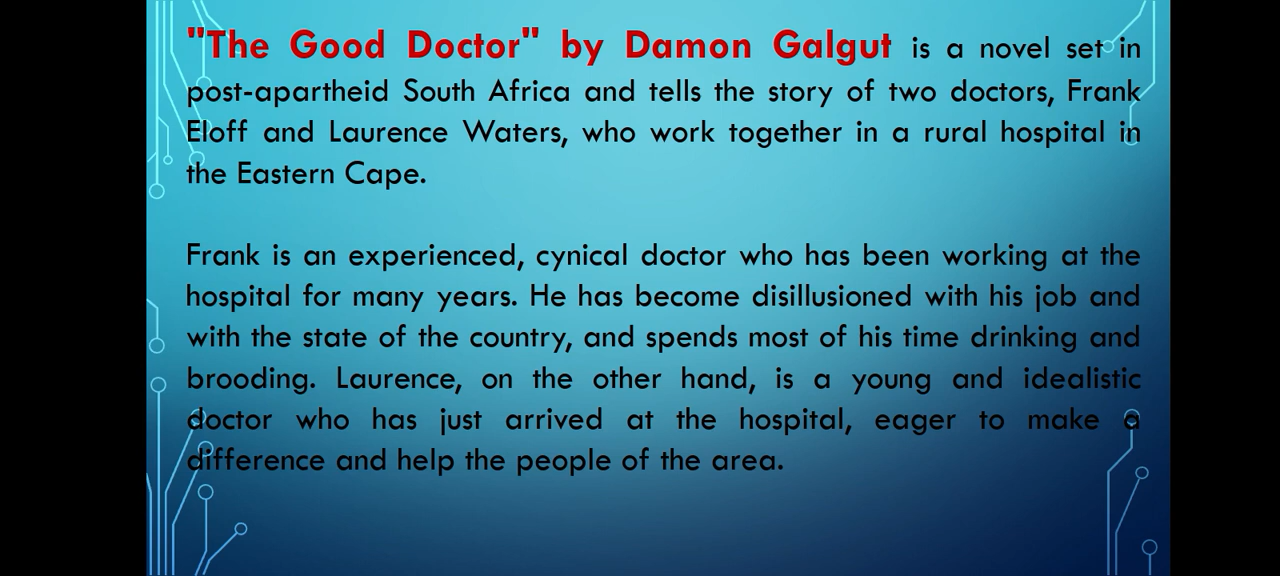 "The Good Doctor" by Damon Galgut is a novel set in
post-apartheid South Africa and tells the story of two doctors, Frank
Eloff and Laurence Waters, who work together in a rural hospital in
the Eastern Cape.
Frank is an experienced, cynical doctor who has been working at the
hospital for many years. He has become disillusioned with his job and
with the state of the country, and spends most of his time drinking and
brooding. Laurence, on the other hand, is a young and idealistic
doctor who has just arrived at the hospital, eager to make a
difference and help the people of the area.